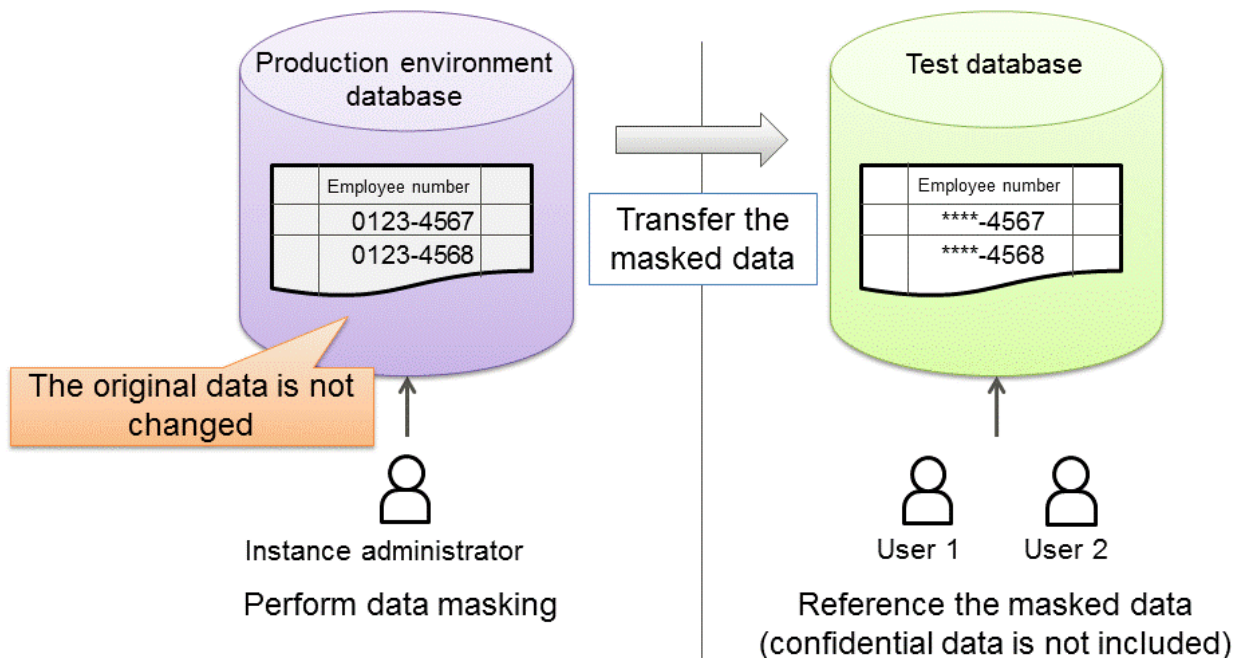 Production environment
database
Employee number
0123-4567
0123-4568
The original data is not
changed
Instance administrator
Perform data masking
Transfer the
masked data
Test database
Employee number
****-4567
****-4568
User 1
User 2
Reference the masked data
(confidential data is not included)